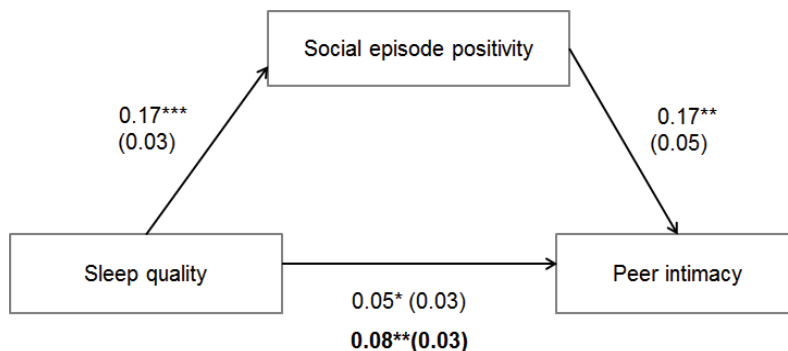 Social episode positivity
0.17***
(0.03)
0.17**
(0.05)
Sleep quality
Peer intimacy
0.05* (0.03)
0.08**(0.03)